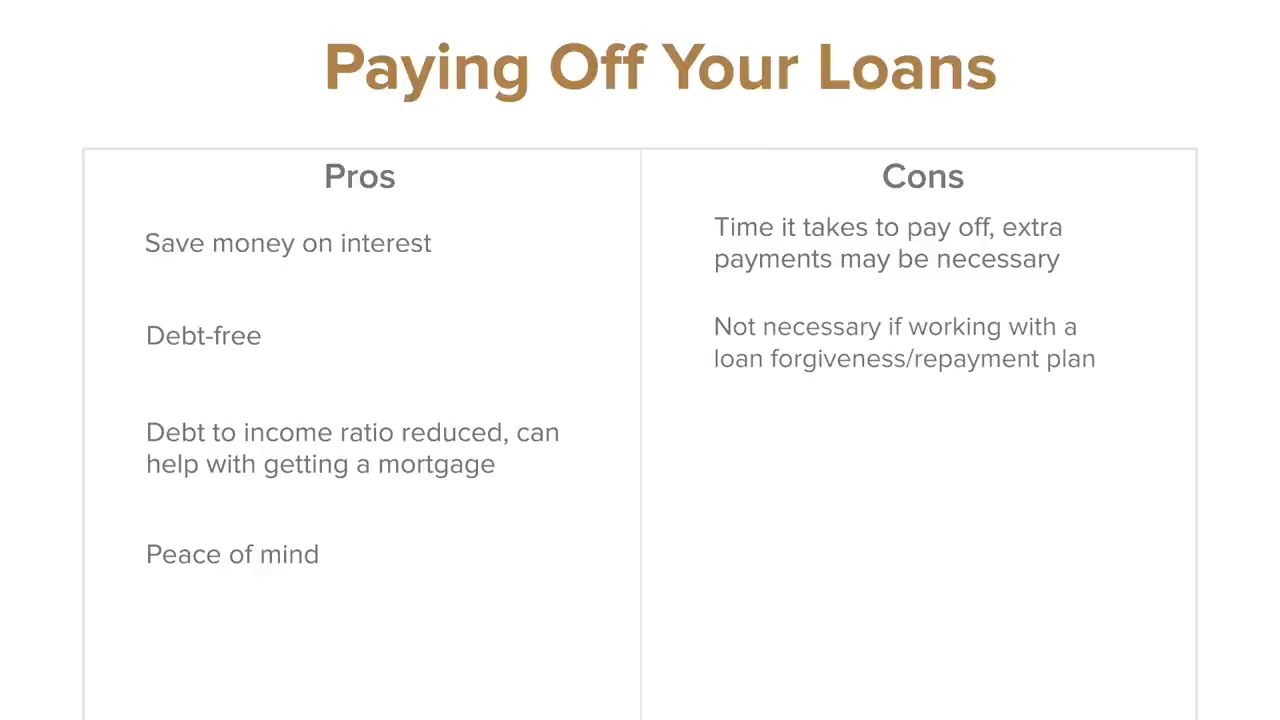 Paying Off Your Loans
Pros
Save money on interest
Debt-free
Debt to income ratio reduced, can
help with getting a mortgage
Peace of mind
Cons
Time it takes to pay off, extra
payments may be necessary
Not necessary if working with a
loan forgiveness/repayment plan